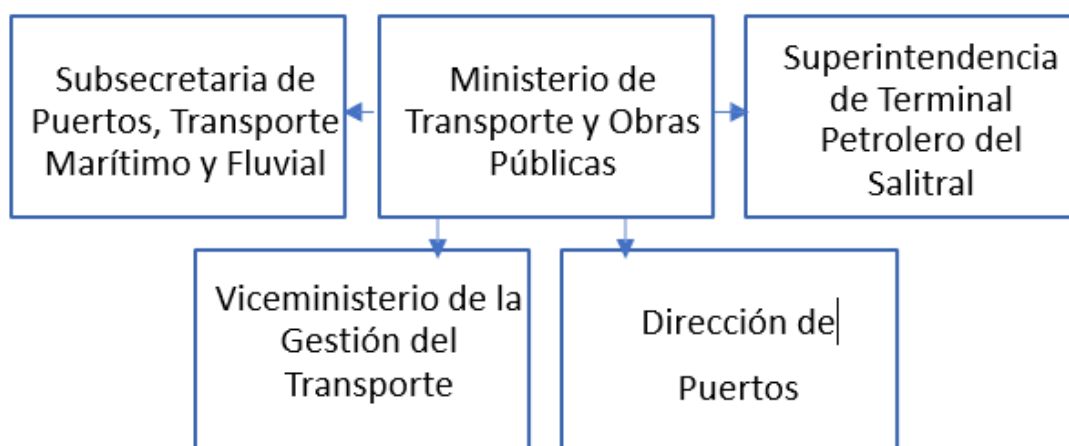 Subsecretaria de
Puertos, Transporte
Marítimo y Fluvial
Ministerio de
Transporte y Obras
Públicas
Superintendencia
de Terminal
Petrolero del
Salitral
Viceministerio de la
Gestión del
Transporte
Dirección de
Puertos